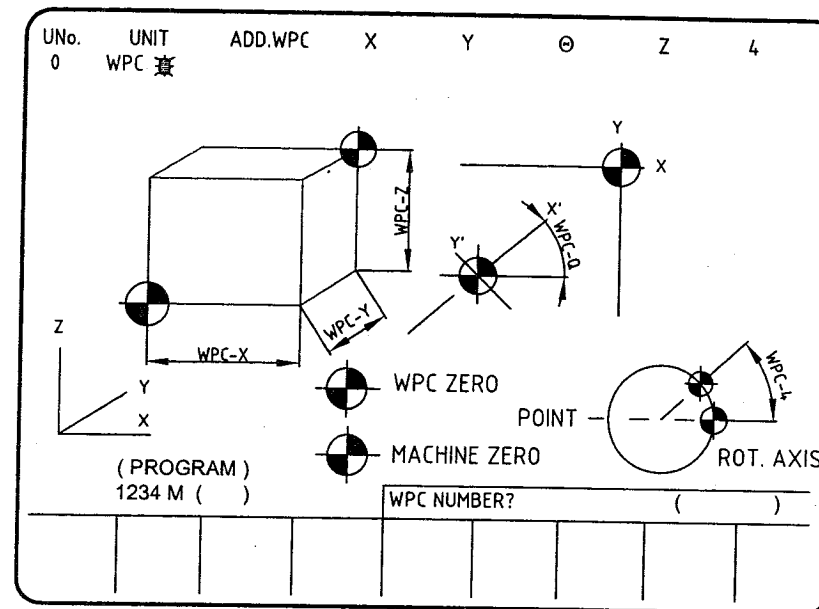 UNo. UNIT ADD.WPC X Y Θ Z 4
0 WPC
Y
X
WPC-Z
X'
WPC-Q
Y'
WPC-Y
Z
WPC-X
Y
X
WPC ZERO
WPC-4
POINT
MACHINE ZERO
ROT. AXIS
( PROGRAM )
1234 M ( )
WPC NUMBER? ( )